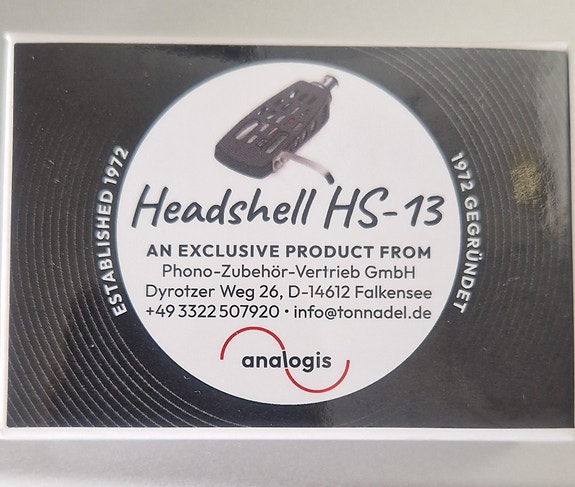 ESTABLISHED 1972
1972 GEGRÜNDET
Headshell HS-13
AN EXCLUSIVE PRODUCT FROM
Phono-Zubehör-Vertrieb GmbH
Dyrotzer Weg 26, D-14612 Falkensee
+49 3322 507920 • info@tonnadel.de
analogis